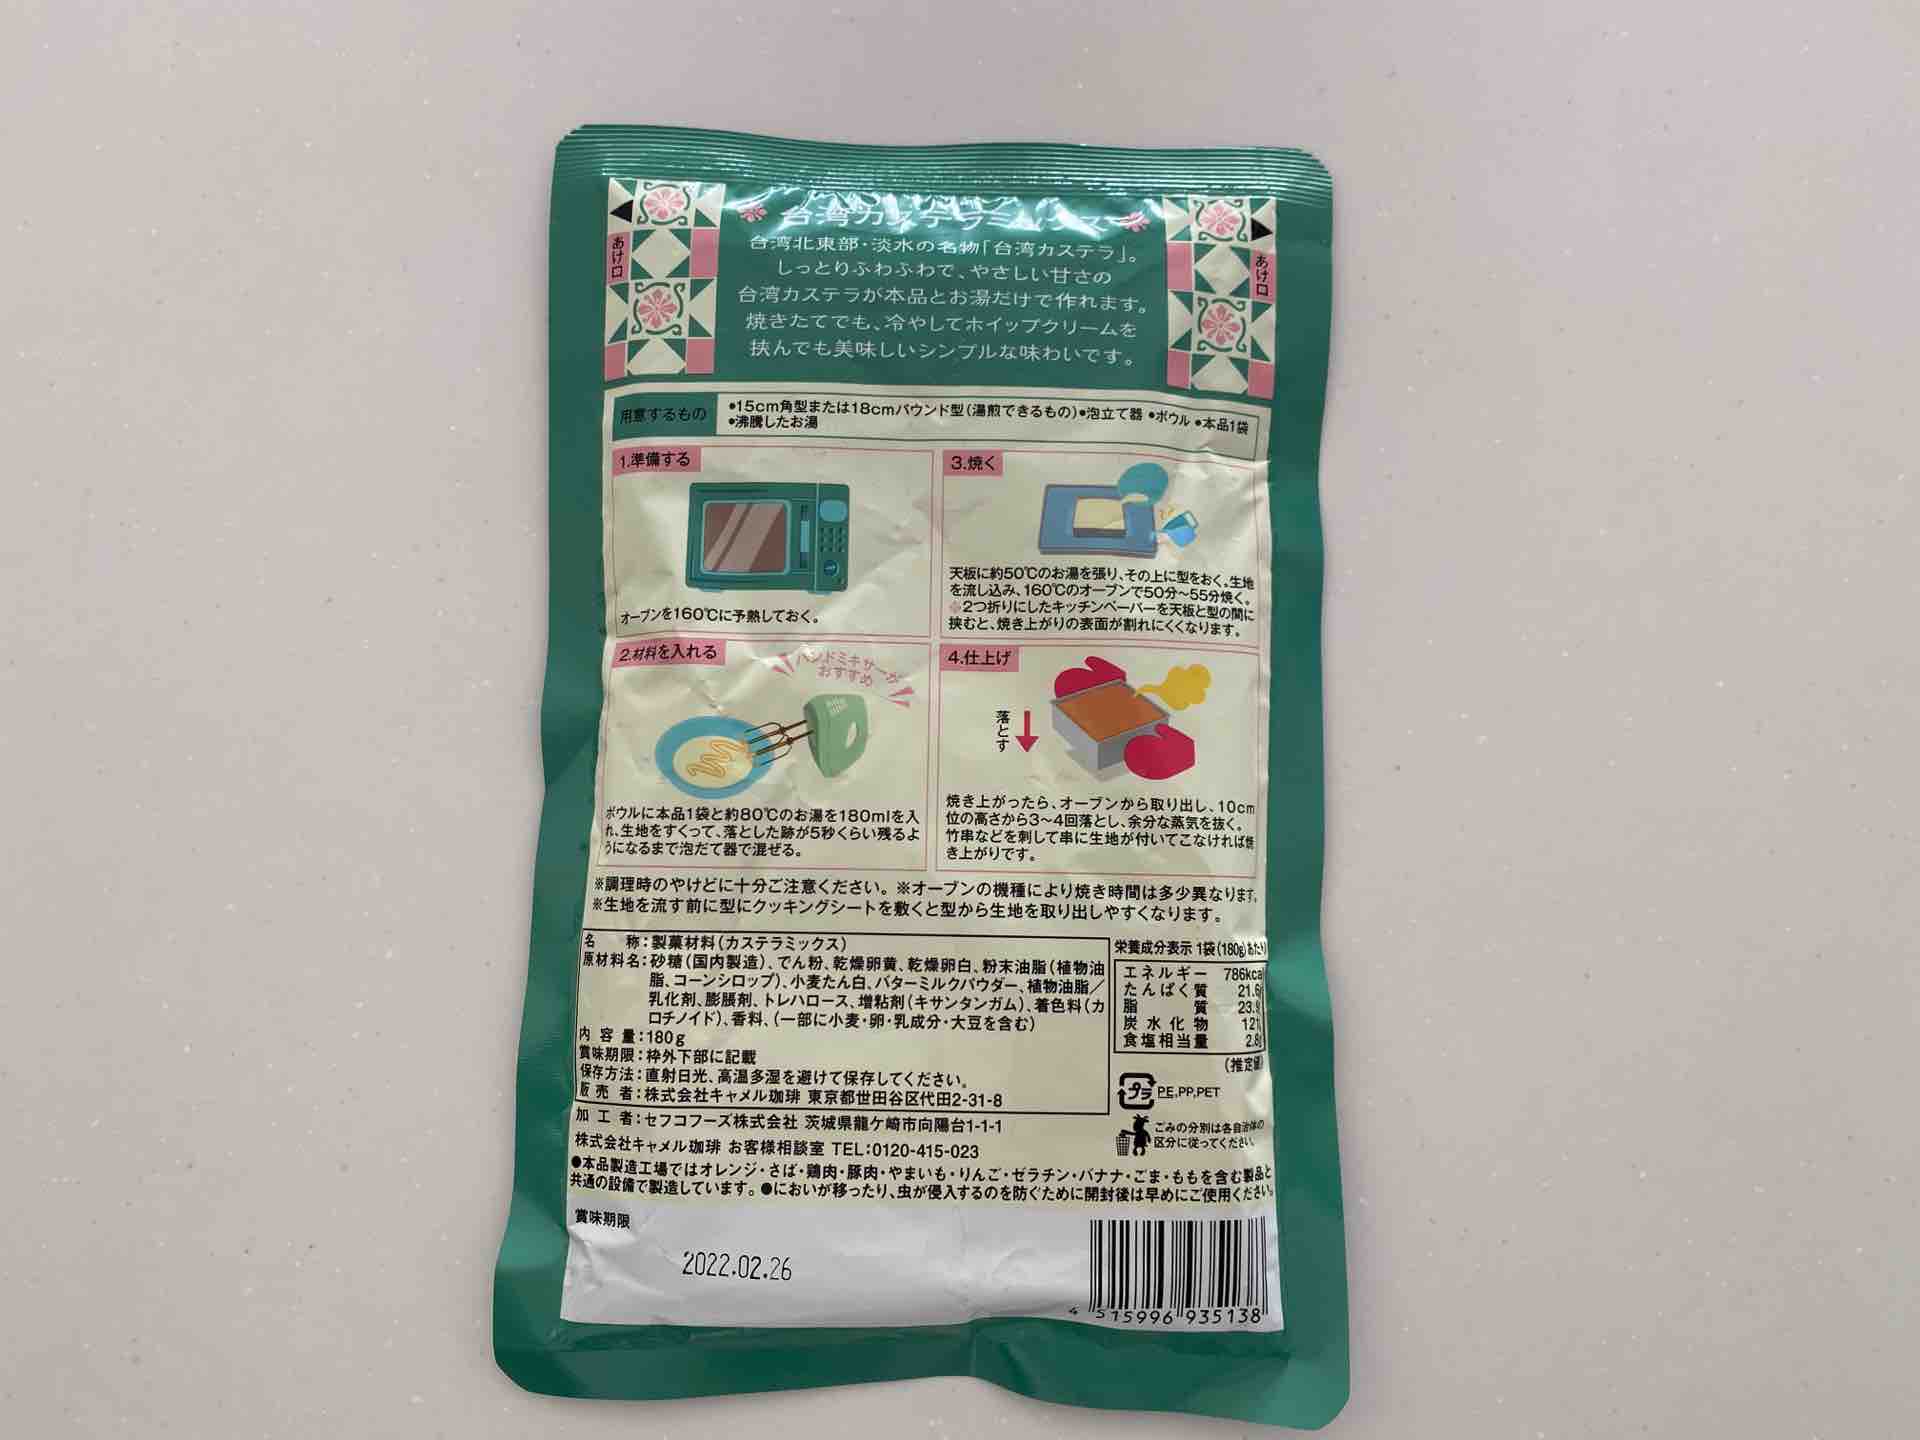 台湾カステラミックス
台湾北東部・淡水の名物「台湾カステラ」。
しっとりふわふわで、やさしい甘さの
台湾カステラが本品とお湯だけで作れます。
焼きたてでも、冷やしてホイップクリームを
挟んでも美味しいシンプルな味わいです。
あけ口
あけ口
用意するもの
•15cm角型または18cmパウンド型(湯煎できるもの)•泡立て器 •ボウル •本品1袋
•沸騰したお湯
1.準備する
オーブンを160℃に予熱しておく。
2.材料を入れる
ハンドミキサーが
おすすめ
ボウルに本品1袋と約80℃のお湯を180mlを入
れ、生地をすくって、落とした跡が5秒くらい残るよ
うになるまで泡だて器で混ぜる。
3.焼く
天板に約50℃のお湯を張り、その上に型をおく。生地
を流し込み、160℃のオーブンで50分〜55分焼く。
※2つ折りにしたキッチンペーパーを天板と型の間に
挟むと、焼き上がりの表面が割れにくくなります。
4.仕上げ
落とす
焼き上がったら、オーブンから取り出し、10cm
位の高さから3〜4回落とし、余分な蒸気を抜く。
竹串などを刺して串に生地が付いてこなければ焼
き上がりです。
※調理時のやけどに十分ご注意ください。※オーブンの機種により焼き時間は多少異なります。
※生地を流す前に型にクッキングシートを敷くと型から生地を取り出しやすくなります。
名 称:製菓材料(カステラミックス)
原材料名:砂糖(国内製造)、でん粉、乾燥卵黄、乾燥卵白、粉末油脂(植物油
脂、コーンシロップ)、小麦たん白、バターミルクパウダー、植物油脂/
乳化剤、膨脹剤、トレハロース、増粘剤(キサンタンガム)、着色料(カ
ロチノイド)、香料、(一部に小麦・卵・乳成分・大豆を含む)
内 容 量:180g
賞味期限:枠外下部に記載
保存方法:直射日光、高温多湿を避けて保存してください。
販 売 者:株式会社キャメル珈琲 東京都世田谷区代田2-31-8
加 工 者:セフコフーズ株式会社 茨城県龍ケ崎市向陽台1-1-1
株式会社キャメル珈琲 お客様相談室 TEL:0120-415-023
栄養成分表示 1袋(180g)あたり
エネルギー 786kca
たんぱく質 21.6
脂 質 23.9
炭水化物 121
食塩相当量 2.8g
(推定値)
プラ PE,PP,PET
ごみの分別は各自治体の
区分に従ってください。
●本品製造工場ではオレンジ・さば・鶏肉・豚肉・やまいも・りんご・ゼラチン・バナナ・ごま・ももを含む製品と
共通の設備で製造しています。●においが移ったり、虫が侵入するのを防ぐために開封後は早めにご使用ください。
賞味期限
2022.02.26
4 515996 935138